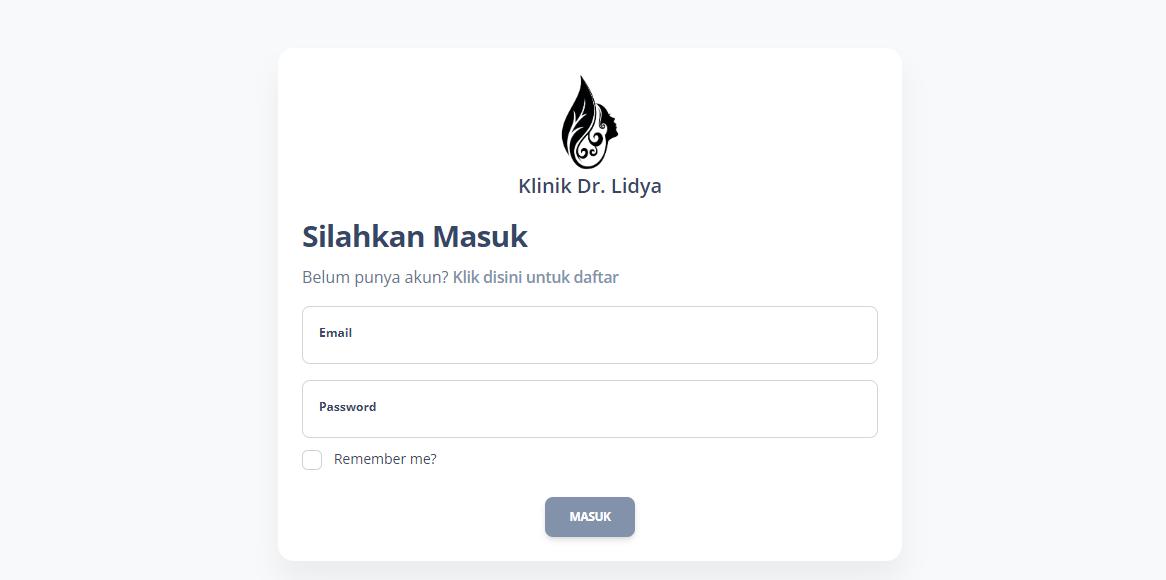 Klinik Dr. Lidya
Silahkan Masuk
Belum punya akun? Klik disini untuk daftar
Email
Password
Remember me?
MASUK